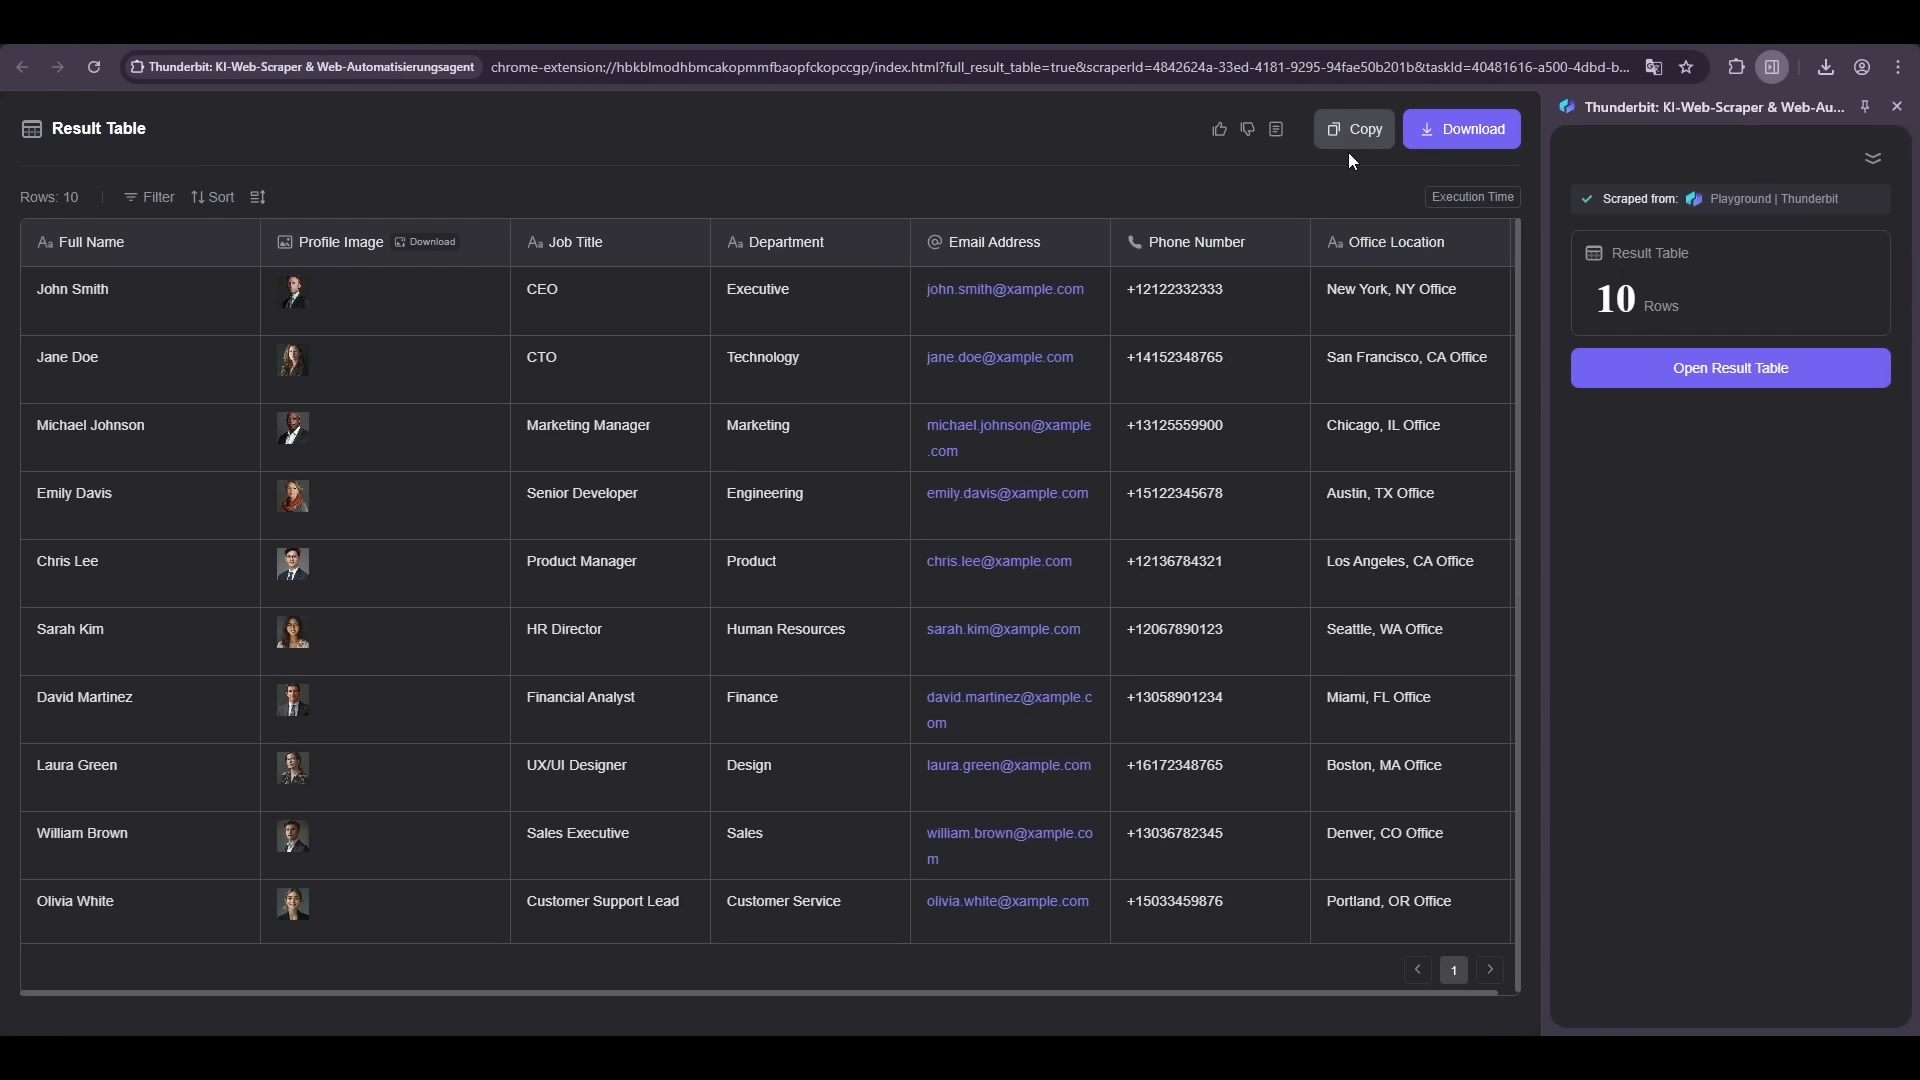 Thunderbit: KI-Web-Scraper & Web-Automatisierungsagent chrome-extension://hbkblmodhbmcakopmmfbaopfckopccgp/index.html?full_result_table=true&scraperId=4842624a-33ed-4181-9295-94fae50b201b&taskId=40481616-a500-4dbd-b...
Result Table
Copy
Download
Rows: 10
Filter
Sort
Execution Time
Full Name Profile Image Download Job Title Department Email Address Phone Number Office Location
John Smith CEO Executive john.smith@xample.com +12122332333 New York, NY Office
Jane Doe CTO Technology jane.doe@xample.com +14152348765 San Francisco, CA Office
Michael Johnson Marketing Manager Marketing michael.johnson@xample +13125559900 Chicago, IL Office
.com
Emily Davis Senior Developer Engineering emily.davis@xample.com +15122345678 Austin, TX Office
Chris Lee Product Manager Product chris.lee@xample.com +12136784321 Los Angeles, CA Office
Sarah Kim HR Director Human Resources sarah.kim@xample.com +12067890123 Seattle, WA Office
David Martinez Financial Analyst Finance david.martinez@xample.c +13058901234 Miami, FL Office
om
Laura Green UX/UI Designer Design laura.green@xample.com +16172348765 Boston, MA Office
William Brown Sales Executive Sales william.brown@xample.co +13036782345 Denver, CO Office
m
Olivia White Customer Support Lead Customer Service olivia.white@xample.com +15033459876 Portland, OR Office
1
Thunderbit: KI-Web-Scraper & Web-Au...
Scraped from: Playground | Thunderbit
Result Table
10 Rows
Open Result Table